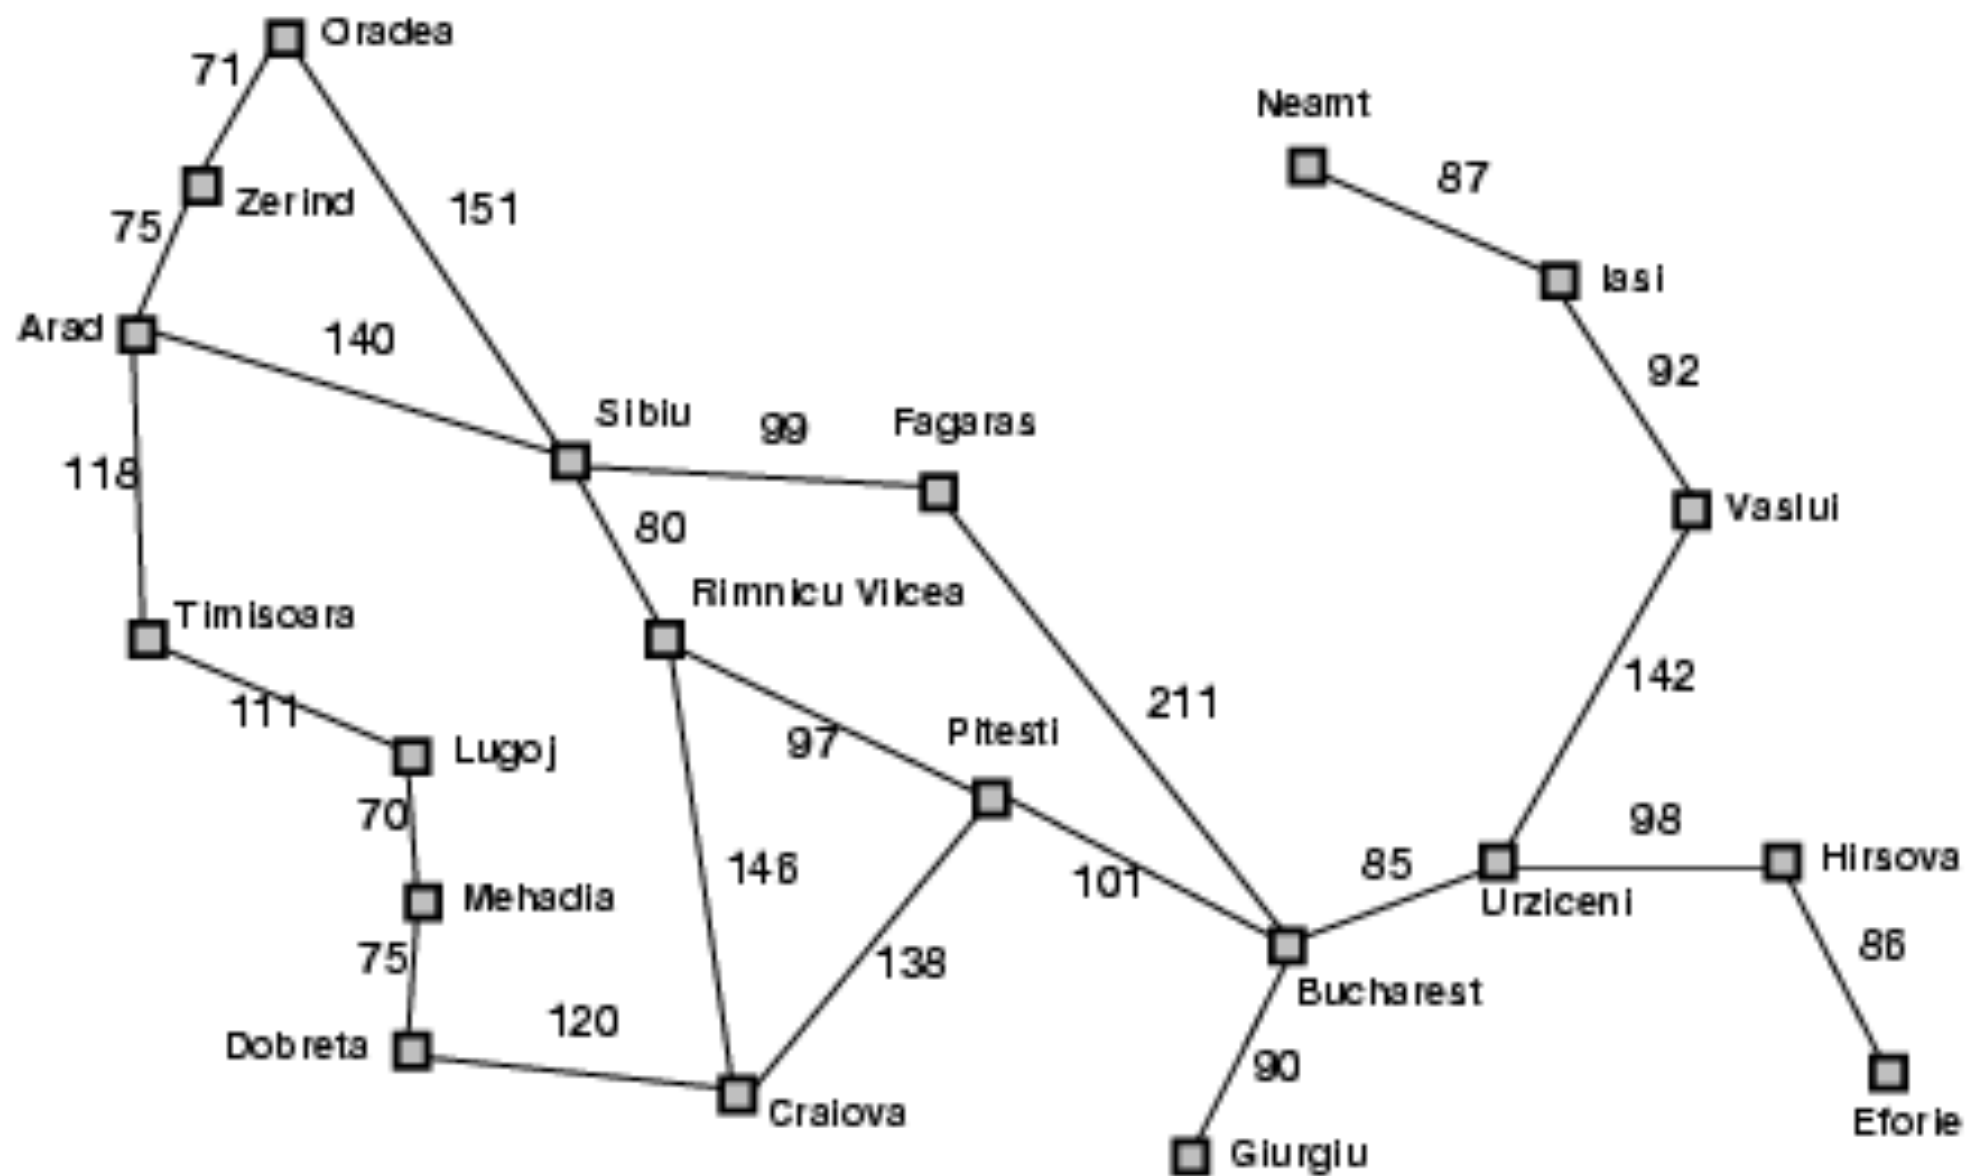 Oradea
71
Neamt
87
Zerind
151
75
Iasi
Arad
140
92
Sibiu
99
Fagaras
118
Vaslui
80
Rimnicu Vilcea
Timisoara
142
211
111
97
Pitesti
Lugoj
70
98
146
85
Hirsova
101
Mehadia
Urziceni
75
138
86
Bucharest
120
Dobreta
90
Craiova
Eforie
Giurgiu